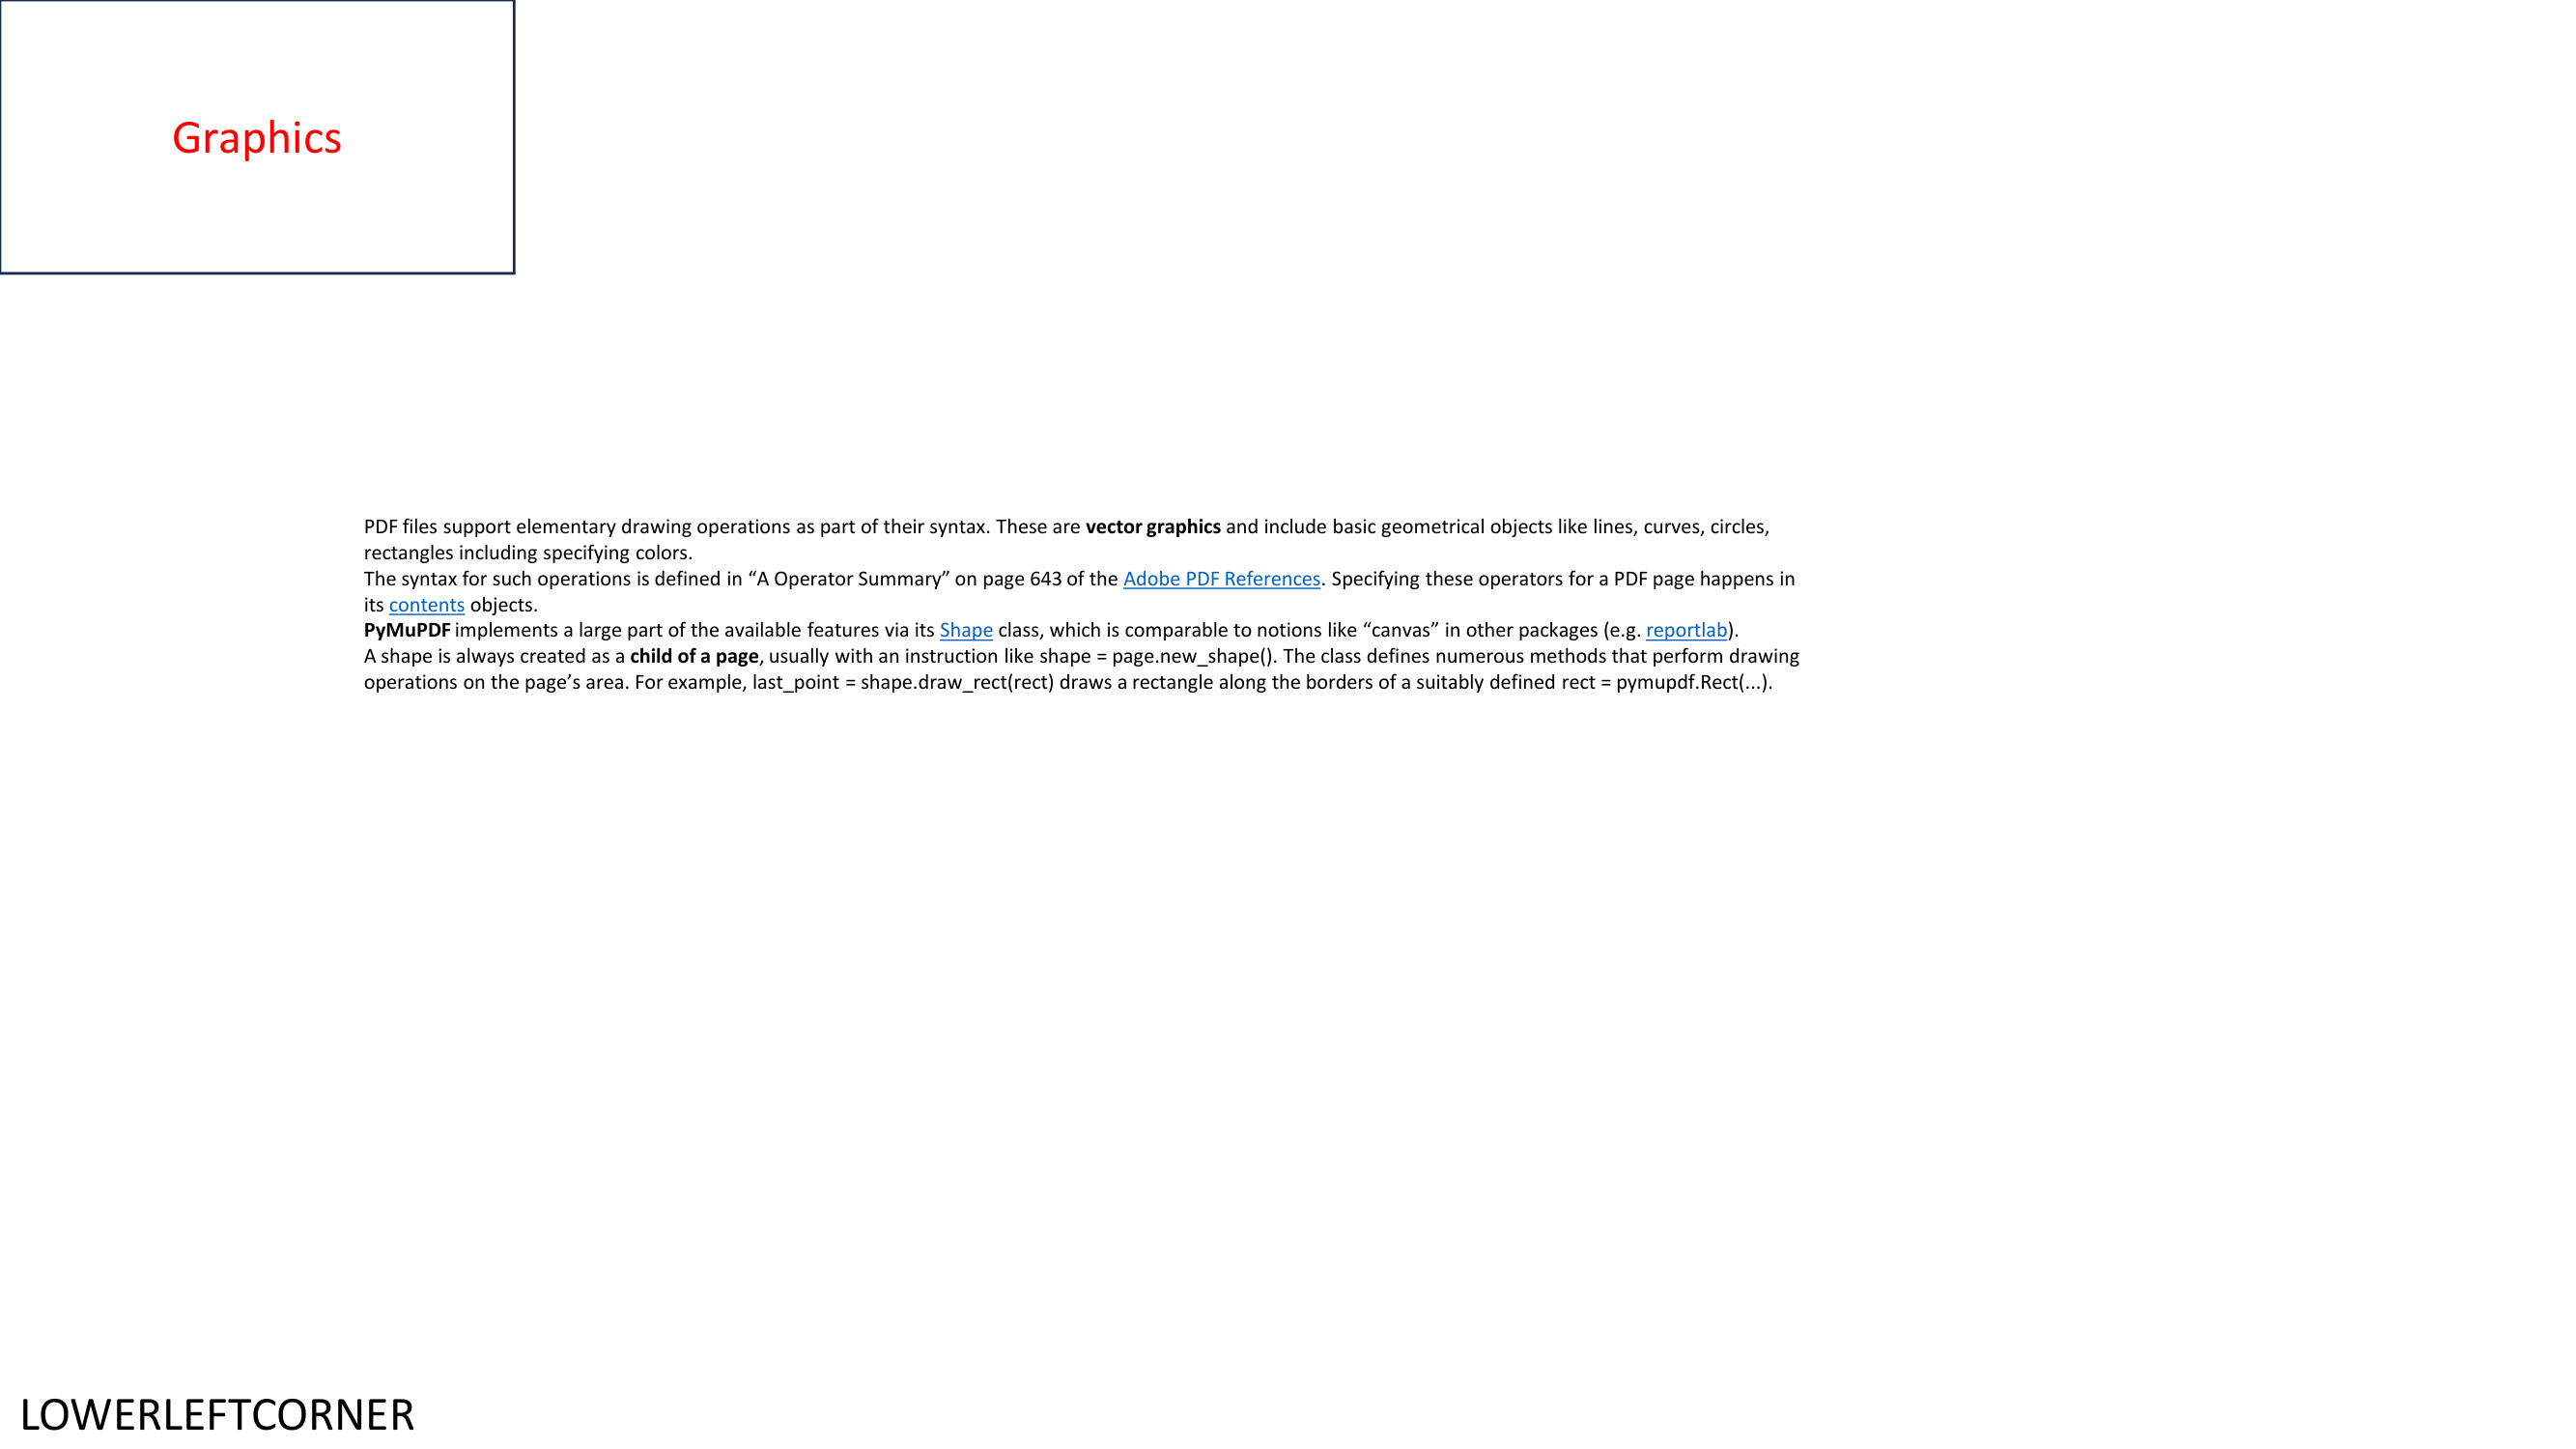 Graphics
PDF files support elementary drawing operations as part of their syntax. These are vector graphics and include basic geometrical objects like lines, curves, circles,
rectangles including specifying colors.
The syntax for such operations is defined in “A Operator Summary” on page 643 of the Adobe PDF References. Specifying these operators for a PDF page happens in
its contents objects.
PyMuPDF implements a large part of the available features via its Shape class, which is comparable to notions like “canvas” in other packages (e.g. reportlab).
A shape is always created as a child of a page, usually with an instruction like shape = page.new_shape(). The class defines numerous methods that perform drawing
operations on the page’s area. For example, last_point = shape.draw_rect(rect) draws a rectangle along the borders of a suitably defined rect = pymupdf.Rect(...).
LOWERLEFTCORNER